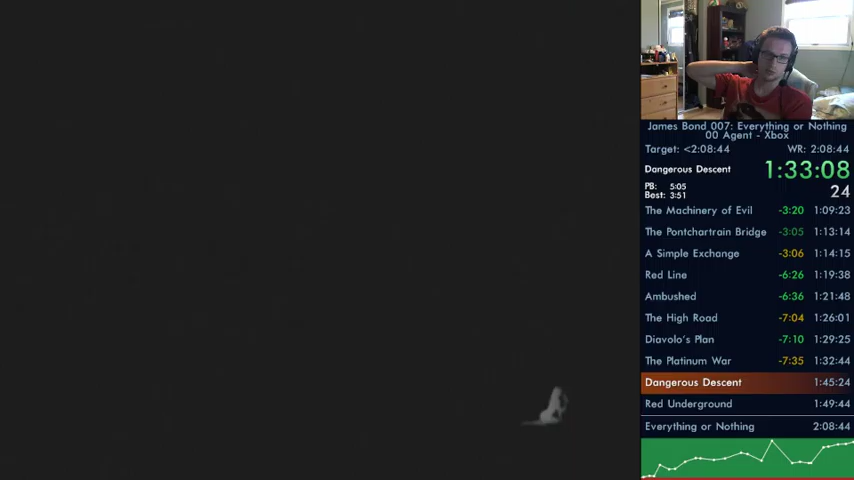 James Bond 007: Everything or Nothing
00 Agent - Xbox
Target: <2:08:44 WR: 2:08:44
Dangerous Descent 1:33:08
PB: 5:05
Best: 3:51 24
The Machinery of Evil -3:20 1:09:23
The Pontchartrain Bridge -3:05 1:13:14
A Simple Exchange -3:06 1:14:15
Red Line -6:26 1:19:38
Ambushed -6:36 1:21:48
The High Road -7:04 1:26:01
Diavolo's Plan -7:10 1:29:25
The Platinum War -7:35 1:32:44
Dangerous Descent 1:45:24
Red Underground 1:49:44
Everything or Nothing 2:08:44